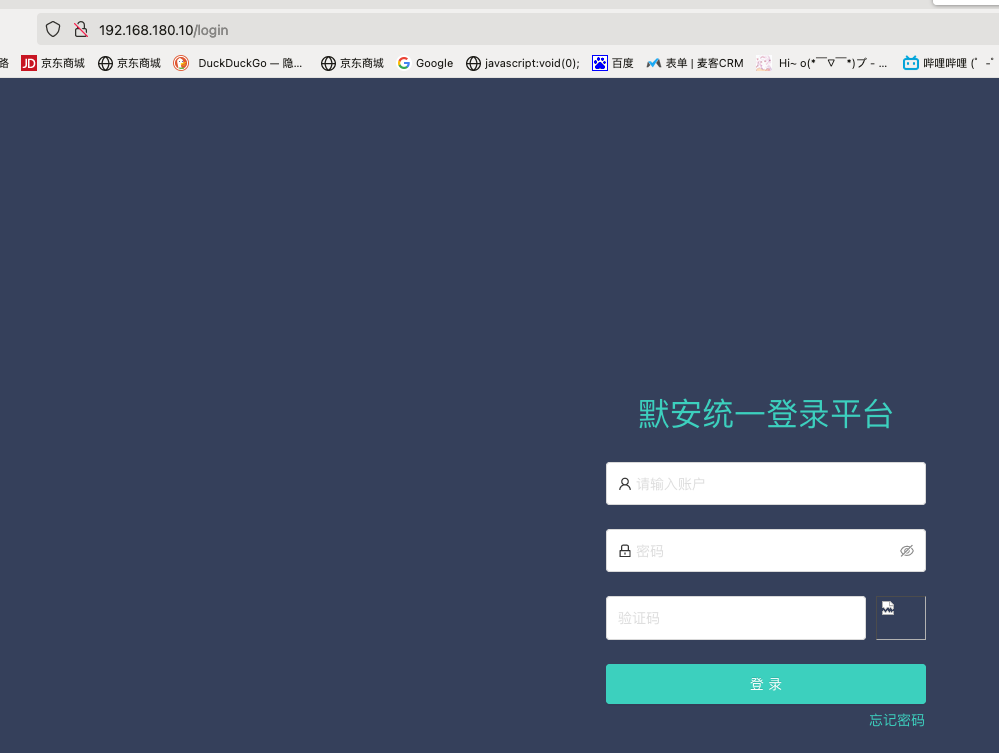 192.168.180.10/login
路 JD 京东商城 京东商城 DuckDuckGo — 隐... 京东商城 Google javascript:void(0); 百度 表单 | 麦客CRM Hi~ o(*￣▽￣*)ブ - ... 哔哩哔哩 (゜-゜
默安统一登录平台
请输入账户
密码
验证码
登 录
忘记密码